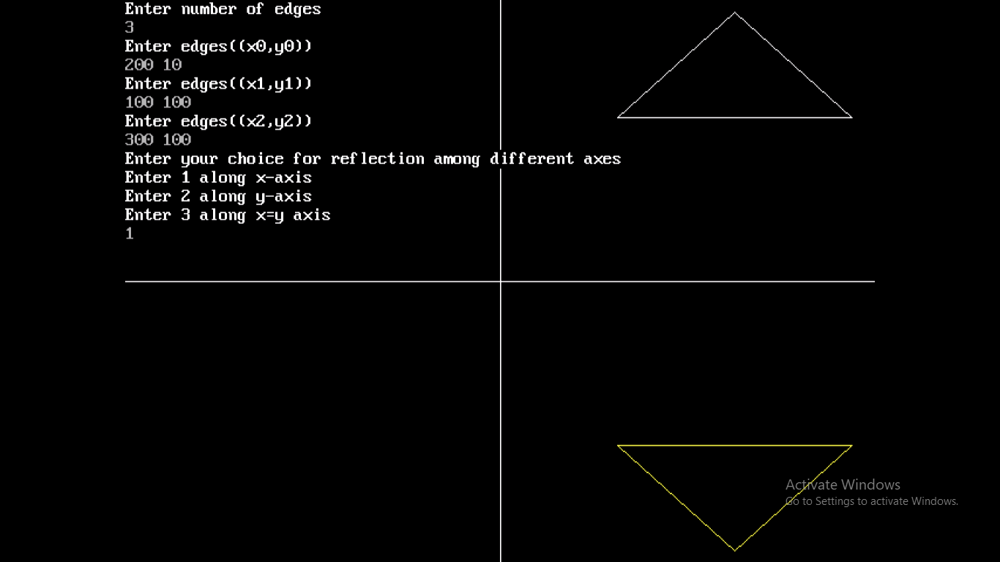 Enter number of edges
3
Enter edges((x0,y0))
200 10
Enter edges((x1,y1))
100 100
Enter edges((x2,y2))
300 100
Enter your choice for reflection among different axes
Enter 1 along x-axis
Enter 2 along y-axis
Enter 3 along x=y axis
1
Activate Windows
Go to Settings to activate Windows.